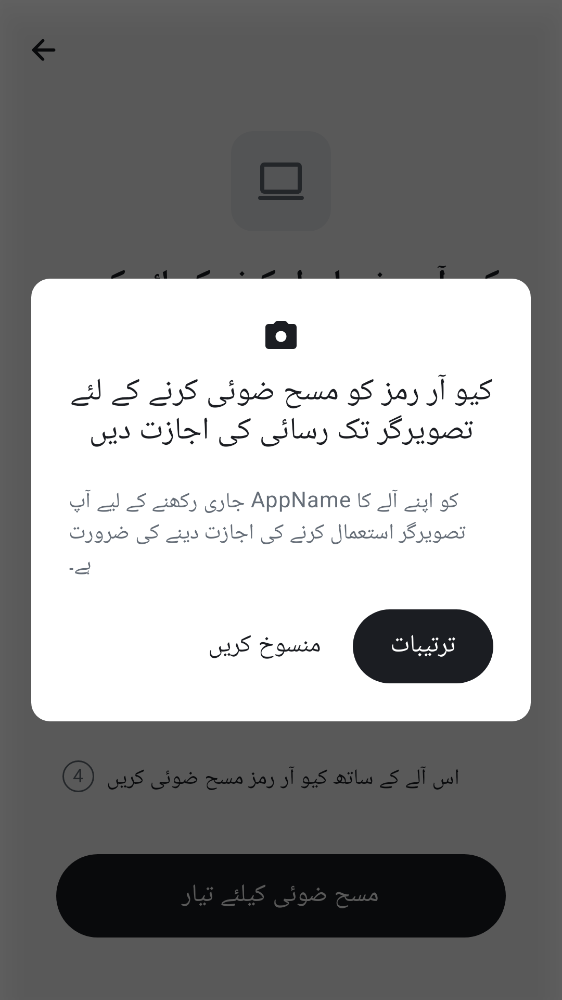 کیو آر رمز کو مسح ضوئی کرنے کے لئے
تصویرگر تک رسائی کی اجازت دیں
جاری رکھنے کے لیے آپ AppName کو اپنے آلے کا
تصویرگر استعمال کرنے کی اجازت دینے کی ضرورت
ہے۔
ترتیبات
منسوخ کریں
4 اس آلے کے ساتھ کیو آر رمز مسح ضوئی کریں
مسح ضوئی کیلئے تیار